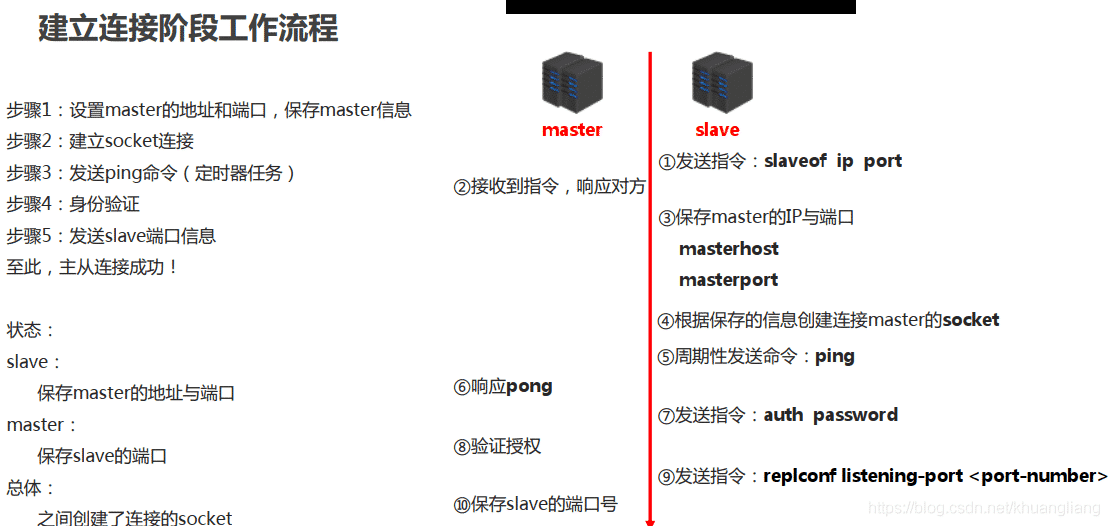 建立连接阶段工作流程
步骤1：设置master的地址和端口，保存master信息
步骤2：建立socket连接
步骤3：发送ping命令（定时器任务）
步骤4：身份验证
步骤5：发送slave端口信息
至此，主从连接成功！
状态：
slave：
保存master的地址与端口
master：
保存slave的端口
总体：
之间创建了连接的socket
master
slave
①发送指令：slaveof ip port
②接收到指令，响应对方
③保存master的IP与端口
masterhost
masterport
④根据保存的信息创建连接master的socket
⑤周期性发送命令：ping
⑥响应pong
⑦发送指令：auth password
⑧验证授权
⑨发送指令：replconf listening-port <port-number>
⑩保存slave的端口号
https://blog.csdn.net/khuangliang